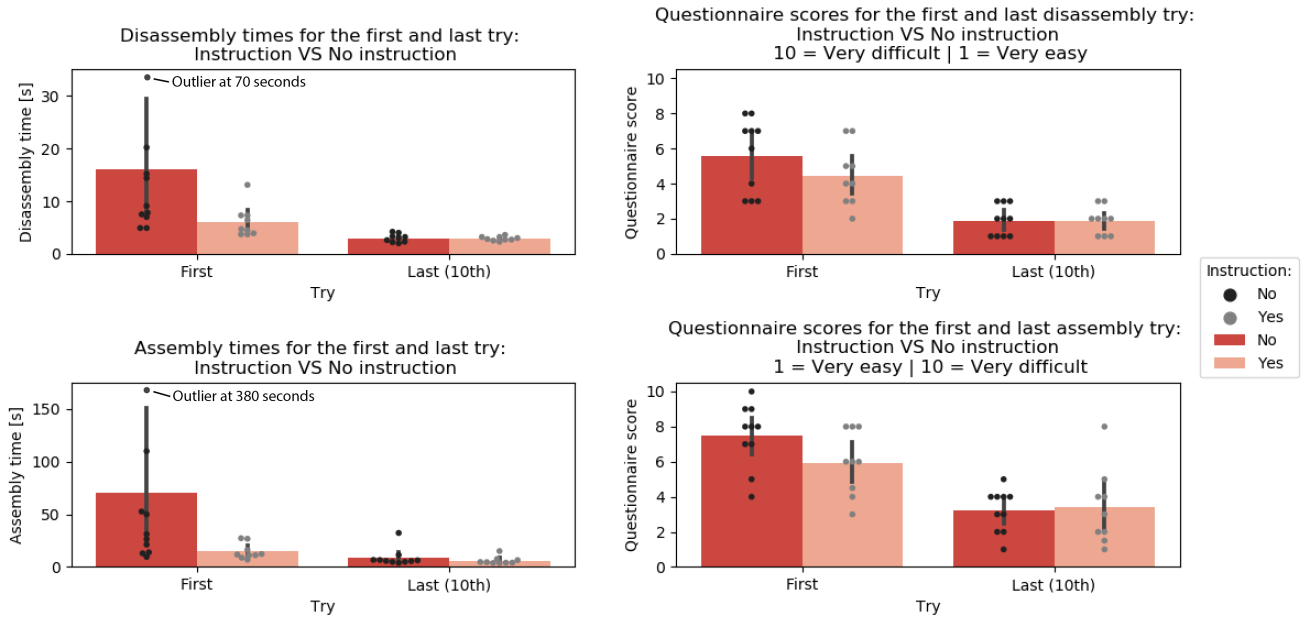 Disassembly times for the first and last try:
Instruction VS No instruction
Outlier at 70 seconds
Disassembly time [s]
30
20
10
0
First
Last (10th)
Try
Questionnaire scores for the first and last disassembly try:
Instruction VS No instruction
10 = Very difficult | 1 = Very easy
Questionnaire score
10
8
6
4
2
0
First
Last (10th)
Try
Instruction:
No
Yes
No
Yes
Assembly times for the first and last try:
Instruction VS No instruction
Outlier at 380 seconds
Assembly time [s]
150
100
50
0
First
Last (10th)
Try
Questionnaire scores for the first and last assembly try:
Instruction VS No instruction
1 = Very easy | 10 = Very difficult
Questionnaire score
10
8
6
4
2
0
First
Last (10th)
Try